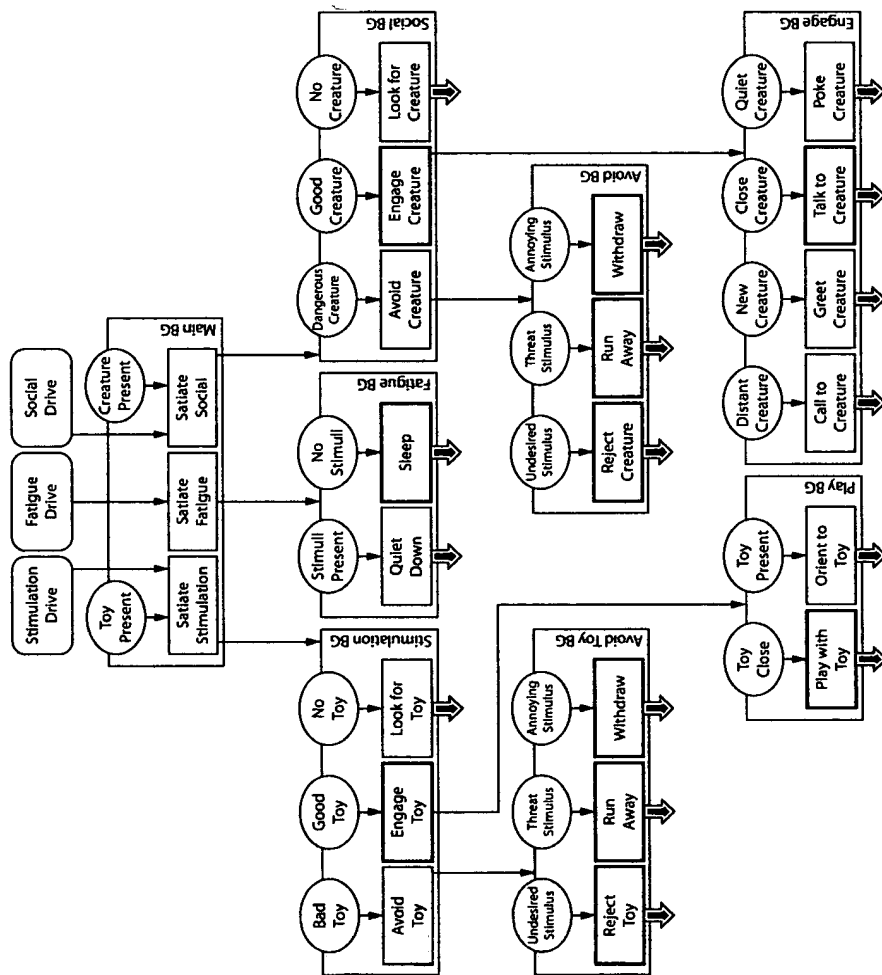 Stimulation
Drive
Fatigue
Drive
Social
Drive
Main BG
Toy
Present
Creature
Present
Satiate
Stimulation
Satiate
Fatigue
Satiate
Social
Stimulation BG
Bad
Toy
Good
Toy
No
Toy
Avoid
Toy
Engage
Toy
Look for
Toy
Fatigue BG
Stimuli
Present
No
Stimuli
Quiet
Down
Sleep
Social BG
Dangerous
Creature
Good
Creature
No
Creature
Avoid
Creature
Engage
Creature
Look for
Creature
Avoid Toy BG
Undesired
Stimulus
Threat
Stimulus
Annoying
Stimulus
Reject
Toy
Run
Away
Withdraw
Avoid BG
Undesired
Stimulus
Threat
Stimulus
Annoying
Stimulus
Reject
Creature
Run
Away
Withdraw
Play BG
Toy
Close
Toy
Present
Play with
Toy
Orient to
Toy
Engage BG
Distant
Creature
New
Creature
Close
Creature
Quiet
Creature
Call to
Creature
Greet
Creature
Talk to
Creature
Poke
Creature